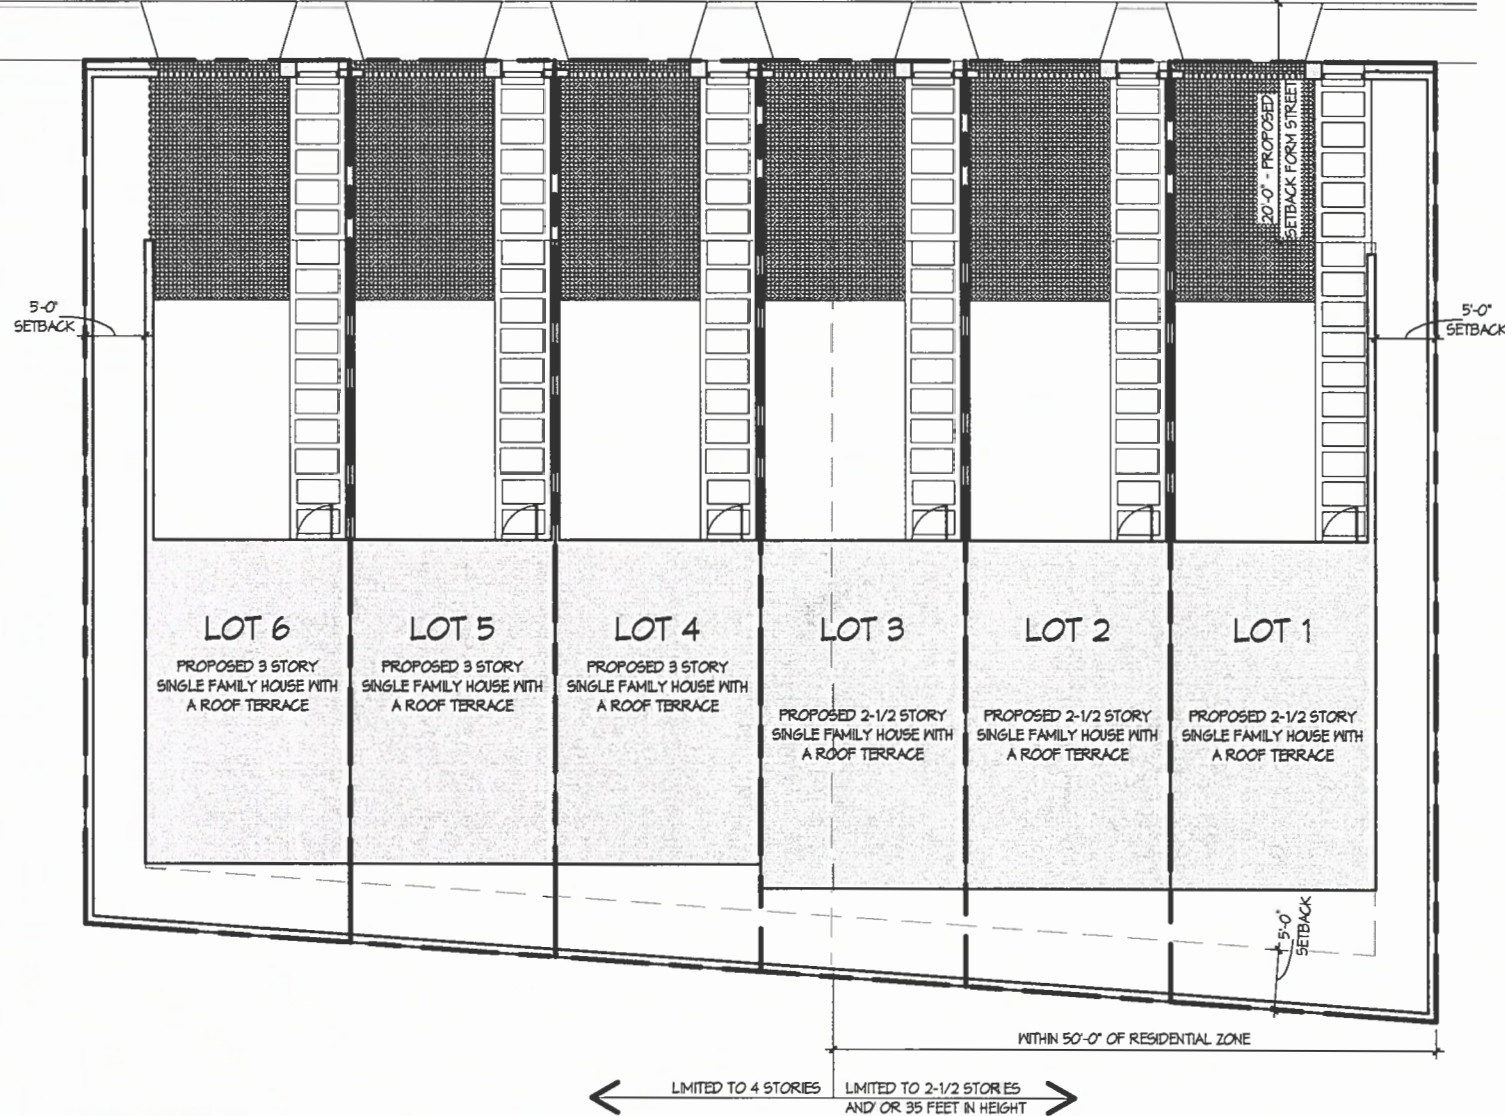 20'-0" - PROPOSED
SETBACK FORM STREET
5'-0"
SETBACK
5'-0"
SETBACK
LOT 6
PROPOSED 3 STORY
SINGLE FAMILY HOUSE WITH
A ROOF TERRACE
LOT 5
PROPOSED 3 STORY
SINGLE FAMILY HOUSE WITH
A ROOF TERRACE
LOT 4
PROPOSED 3 STORY
SINGLE FAMILY HOUSE WITH
A ROOF TERRACE
LOT 3
PROPOSED 2-1/2 STORY
SINGLE FAMILY HOUSE WITH
A ROOF TERRACE
LOT 2
PROPOSED 2-1/2 STORY
SINGLE FAMILY HOUSE WITH
A ROOF TERRACE
LOT 1
PROPOSED 2-1/2 STORY
SINGLE FAMILY HOUSE WITH
A ROOF TERRACE
5'-0"
SETBACK
WITHIN 50'-0" OF RESIDENTIAL ZONE
LIMITED TO 4 STORIES
LIMITED TO 2-1/2 STORIES
AND/ OR 35 FEET IN HEIGHT